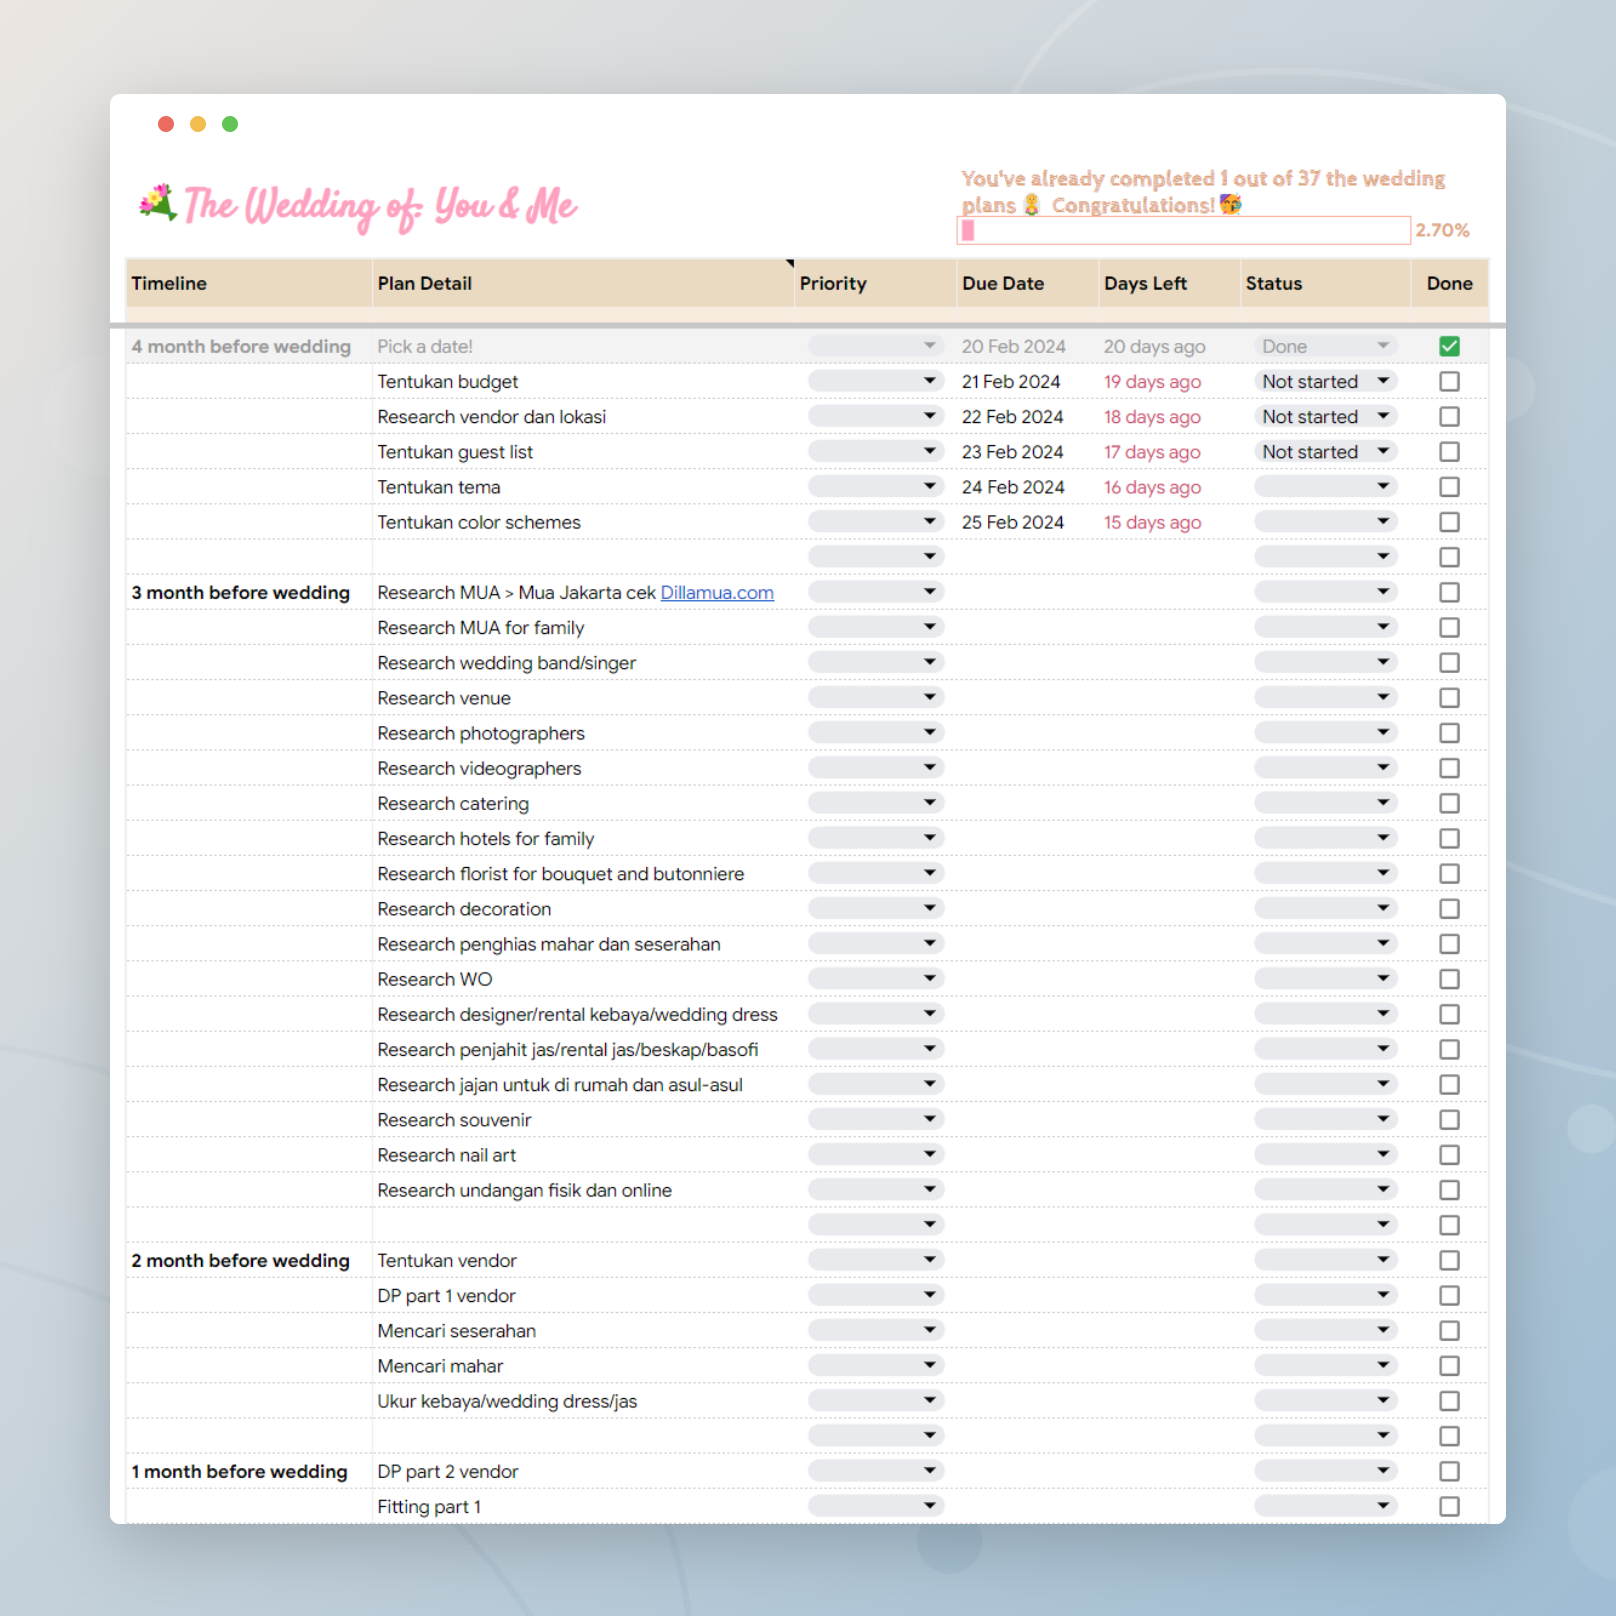 The Wedding of: You & Me
You've already completed 1 out of 37 the wedding
plans Congratulations!
2.70%
Timeline Plan Detail Priority Due Date Days Left Status Done
4 month before wedding Pick a date! 20 Feb 2024 20 days ago Done
Tentukan budget 21 Feb 2024 19 days ago Not started
Research vendor dan lokasi 22 Feb 2024 18 days ago Not started
Tentukan guest list 23 Feb 2024 17 days ago Not started
Tentukan tema 24 Feb 2024 16 days ago
Tentukan color schemes 25 Feb 2024 15 days ago
3 month before wedding Research MUA > Mua Jakarta cek Dillamua.com
Research MUA for family
Research wedding band/singer
Research venue
Research photographers
Research videographers
Research catering
Research hotels for family
Research florist for bouquet and butonniere
Research decoration
Research penghias mahar dan seserahan
Research WO
Research designer/rental kebaya/wedding dress
Research penjahit jas/rental jas/beskap/basofi
Research jajan untuk di rumah dan asul-asul
Research souvenir
Research nail art
Research undangan fisik dan online
2 month before wedding Tentukan vendor
DP part 1 vendor
Mencari seserahan
Mencari mahar
Ukur kebaya/wedding dress/jas
1 month before wedding DP part 2 vendor
Fitting part 1